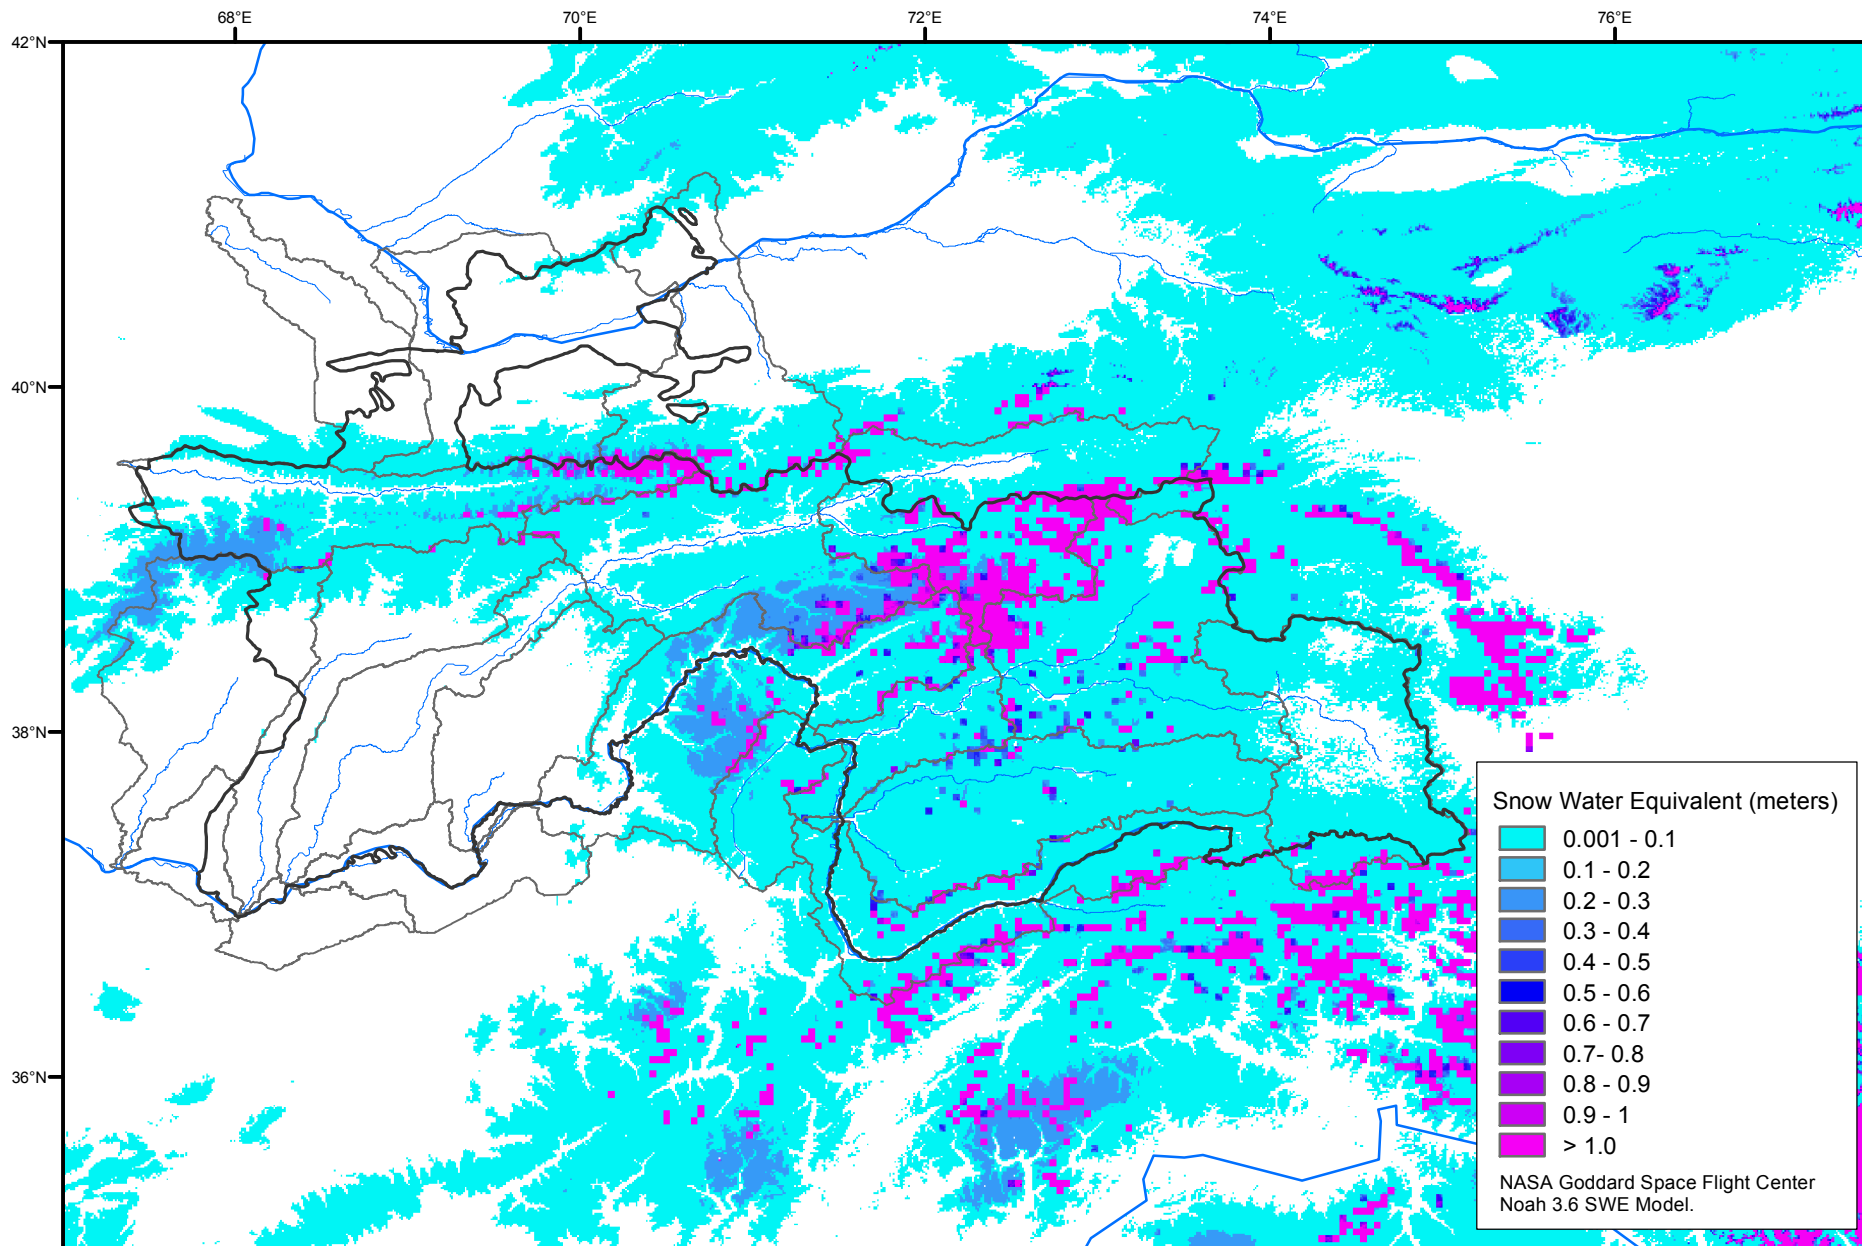 68°E 70°E 72°E 74°E 76°E
42°N
40°N
38°N
36°N
Snow Water Equivalent (meters)
0.001 - 0.1
0.1 - 0.2
0.2 - 0.3
0.3 - 0.4
0.4 - 0.5
0.5 - 0.6
0.6 - 0.7
0.7- 0.8
0.8 - 0.9
0.9 - 1
> 1.0
NASA Goddard Space Flight Center
Noah 3.6 SWE Model.